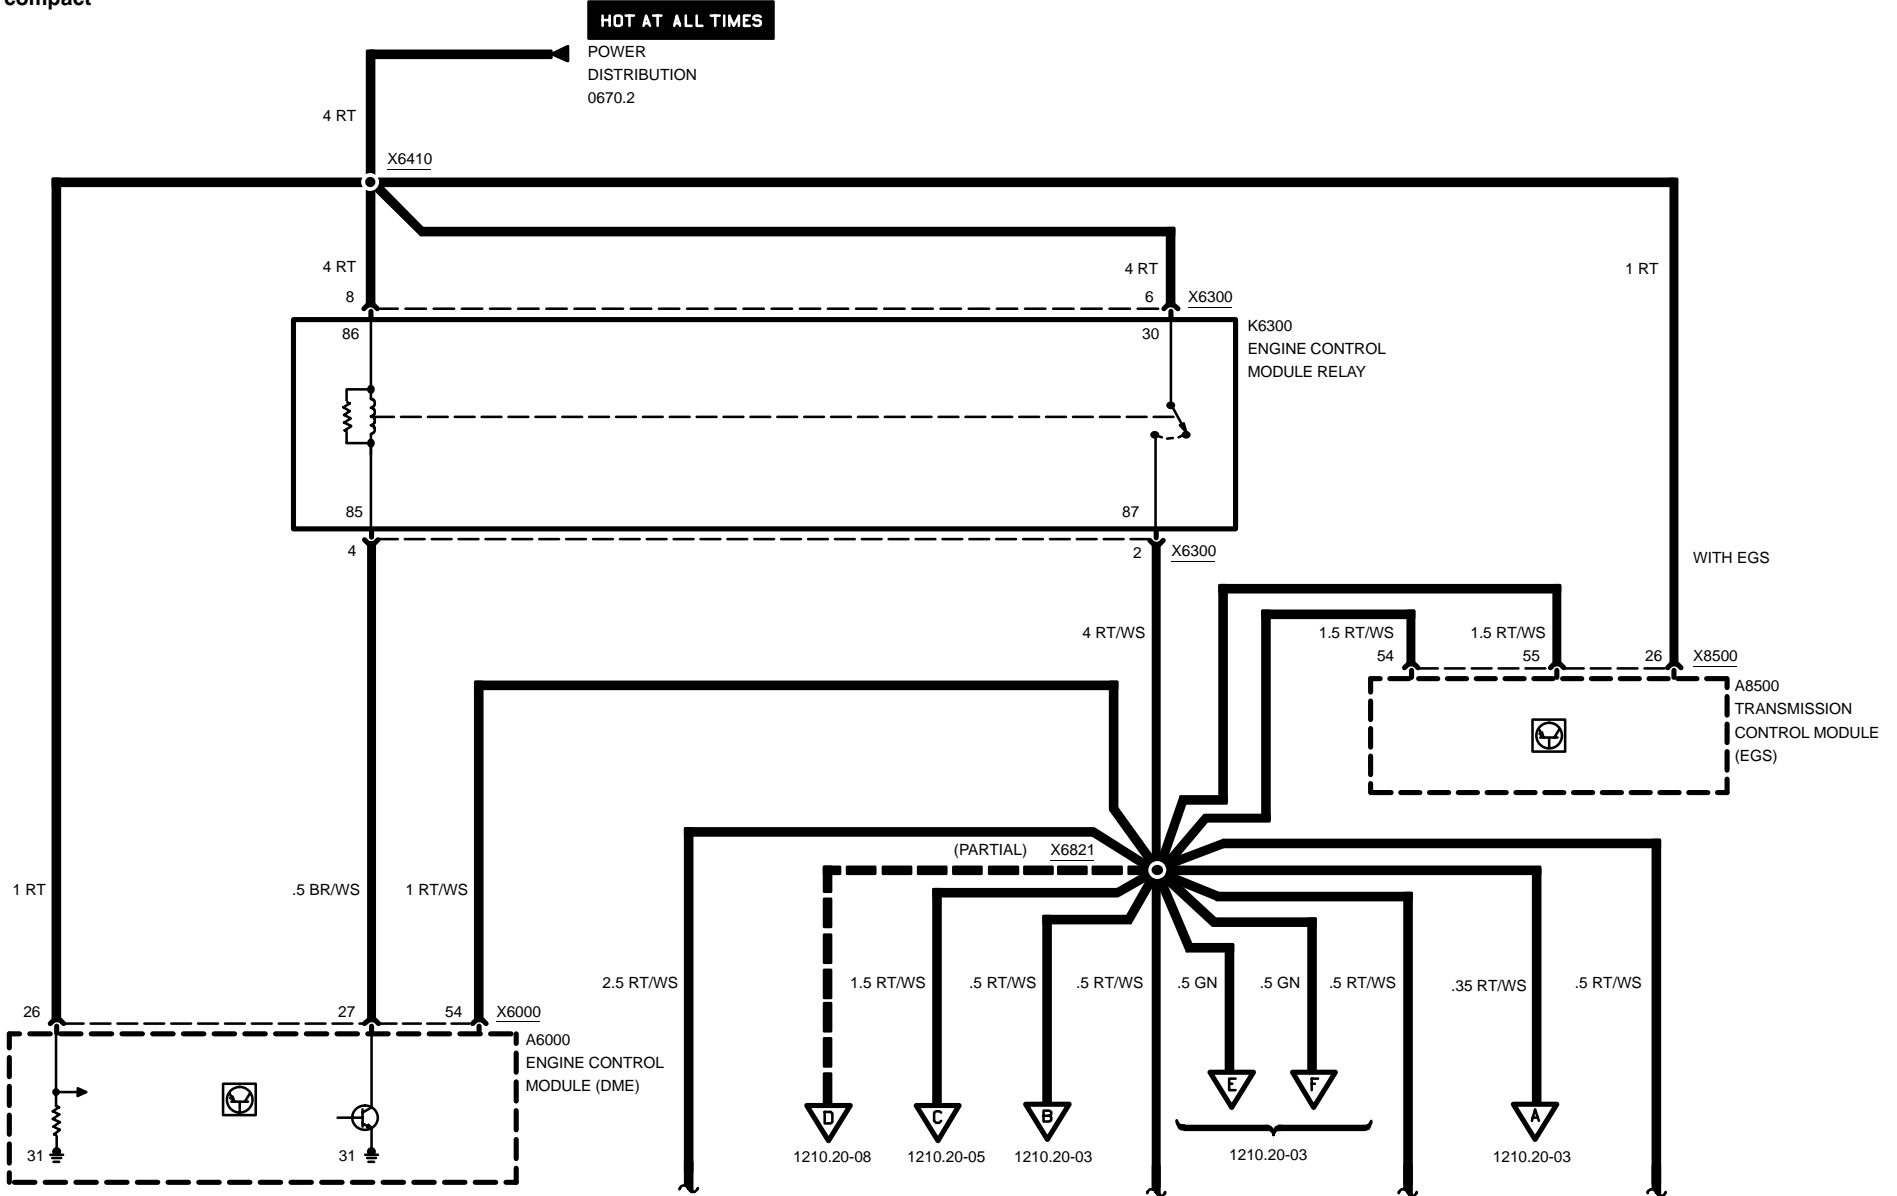 compact
HOT AT ALL TIMES
POWER
DISTRIBUTION
0670.2
4 RT
X6410
4 RT
4 RT
1 RT
8
6
X6300
86
30
K6300
ENGINE CONTROL
MODULE RELAY
85
87
4
2
X6300
WITH EGS
4 RT/WS
1.5 RT/WS
1.5 RT/WS
54
55
26
X8500
A8500
TRANSMISSION
CONTROL MODULE
(EGS)
(PARTIAL)
X6821
1 RT
.5 BR/WS
1 RT/WS
2.5 RT/WS
1.5 RT/WS
.5 RT/WS
.5 RT/WS
.5 GN
.5 GN
.5 RT/WS
.35 RT/WS
.5 RT/WS
26
27
54
X6000
A6000
ENGINE CONTROL
MODULE (DME)
E
F
D
C
B
A
31
31
1210.20-08
1210.20-05
1210.20-03
1210.20-03
1210.20-03